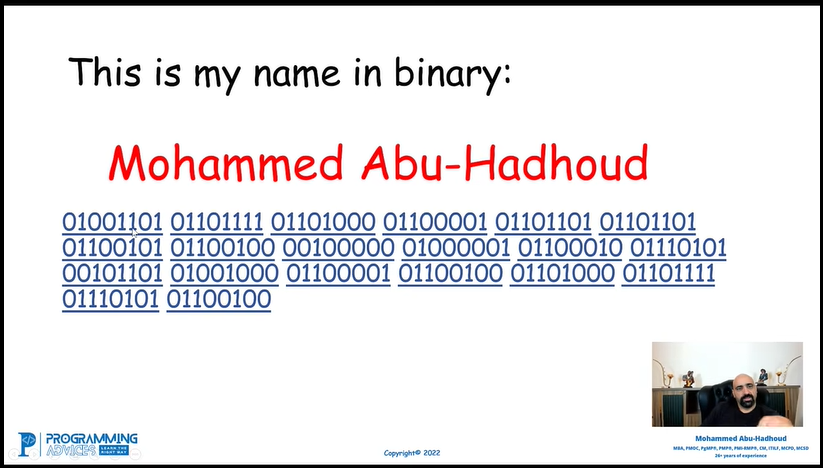 This is my name in binary:
Mohammed Abu-Hadhoud
01001101 01101111 01101000 01100001 01101101 01101101
01100101 01100100 00100000 01000001 01100010 01110101
00101101 01001000 01100001 01100100 01101000 01101111
01110101 01100100
PROGRAMMING
ADVICES LEARN THE RIGHT WAY
Copyright© 2022
Mohammed Abu-Hadhoud
MBA, PMOC, PgMP®, PMP®, PMI-RMP®, CM, ITILF, MCPD, MCSD
26+ years of experience